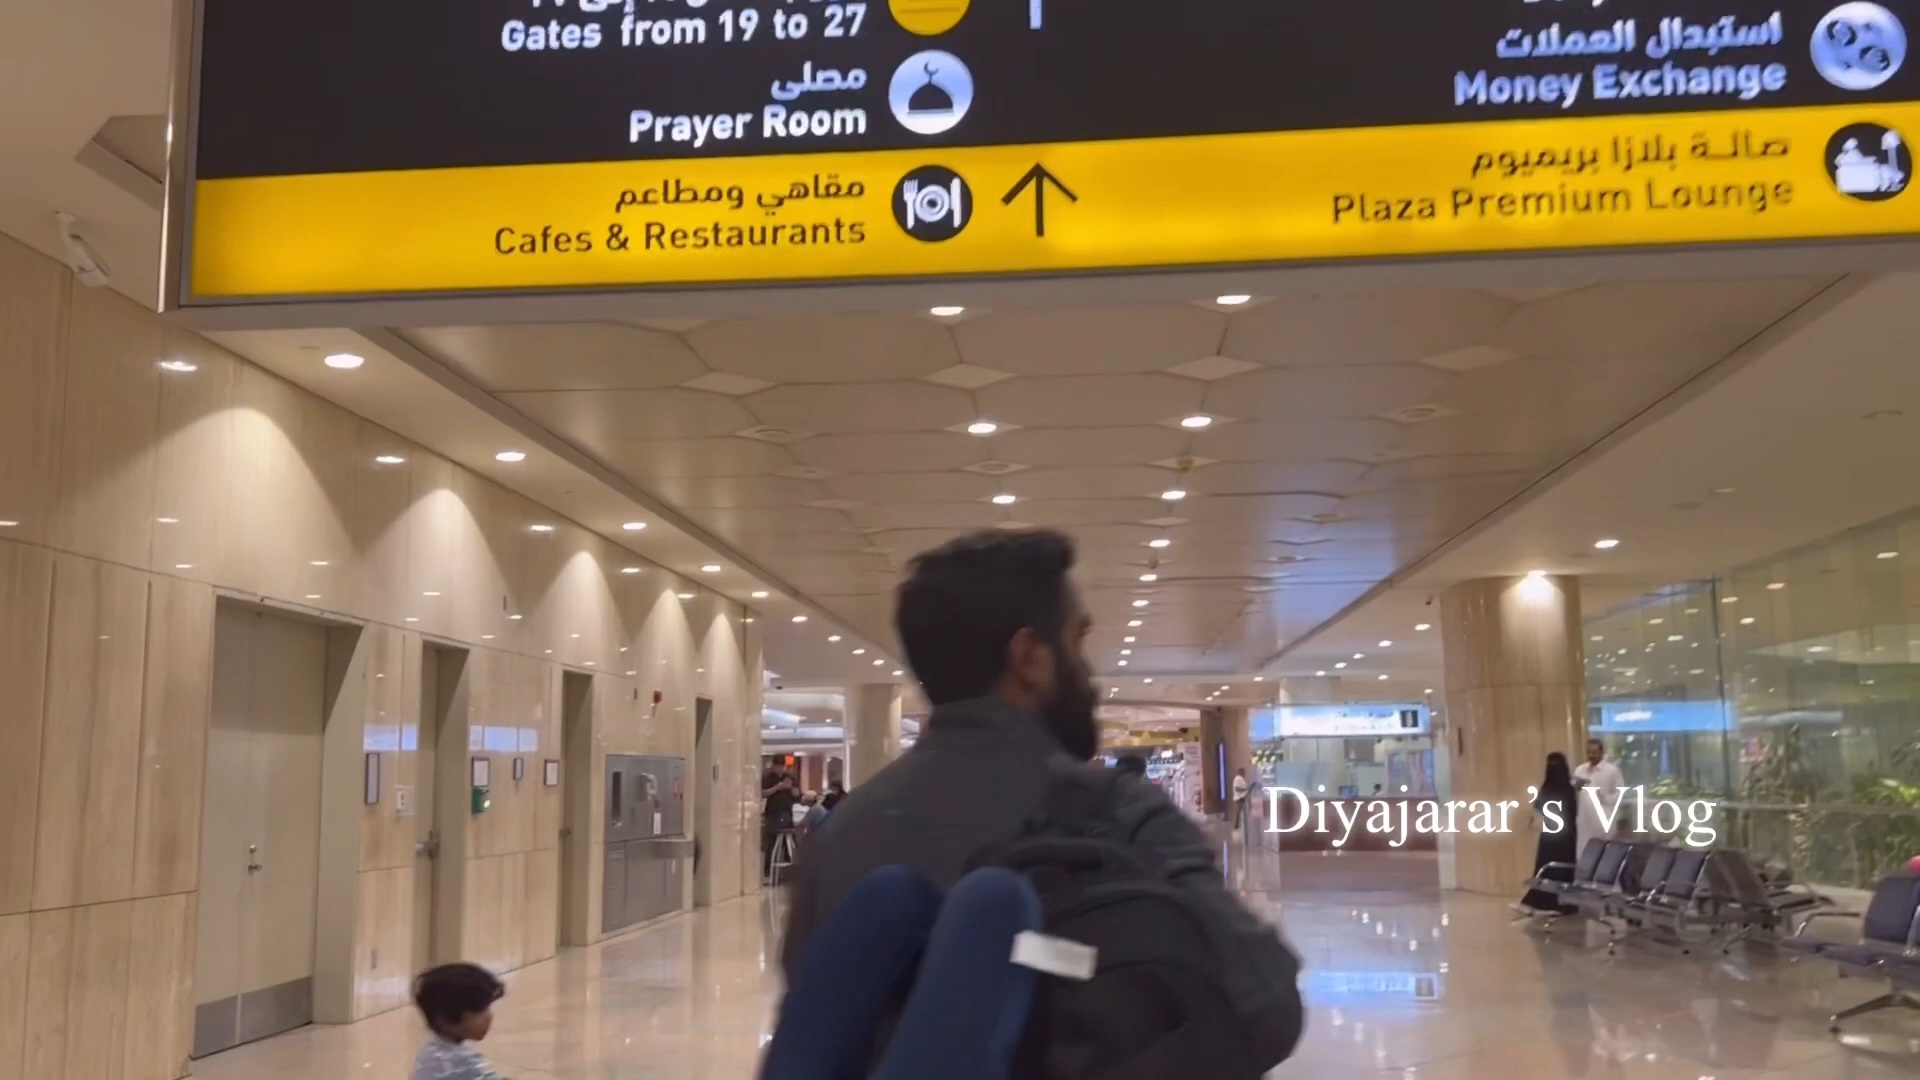 Gates from 19 to 27
مصلى
Prayer Room
مقاهي ومطاعم
Cafes & Restaurants
استبدال العملات
Money Exchange
صالة بلازا بريميوم
Plaza Premium Lounge
Diyajarar’s Vlog